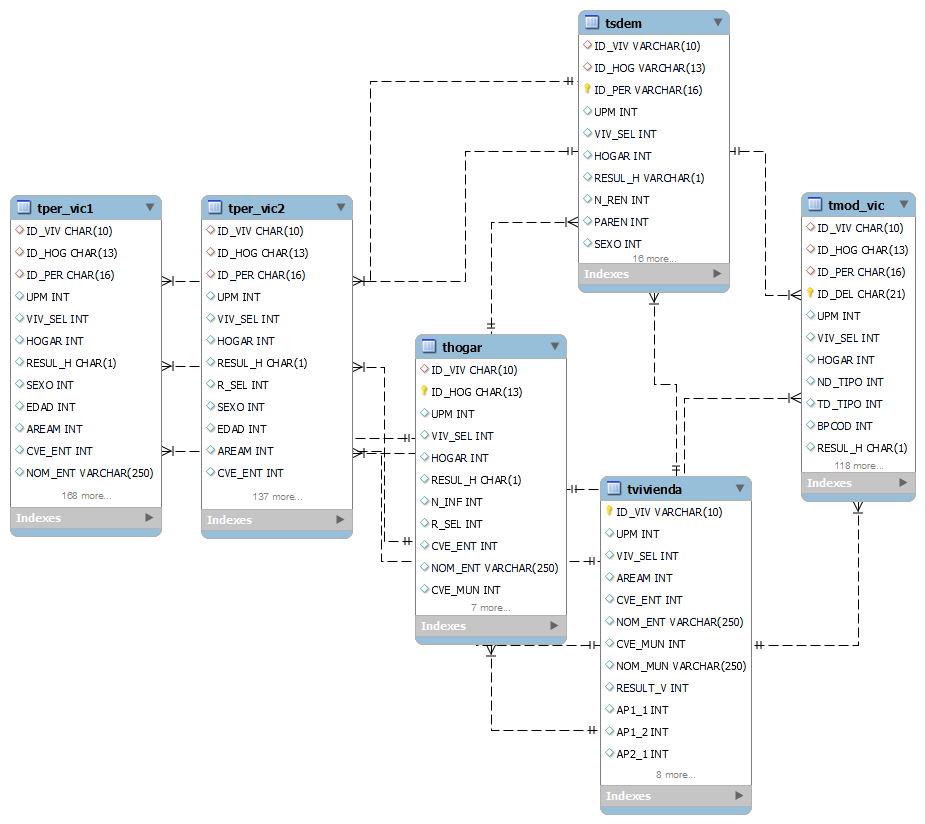 tsdem
ID_VIV VARCHAR(10)
ID_HOG VARCHAR(13)
ID_PER VARCHAR(16)
UPM INT
VIV_SEL INT
HOGAR INT
RESUL_H VARCHAR(1)
N_REN INT
PAREN INT
SEXO INT
16 more...
Indexes
tper_vic1
ID_VIV CHAR(10)
ID_HOG CHAR(13)
ID_PER CHAR(16)
UPM INT
VIV_SEL INT
HOGAR INT
RESUL_H CHAR(1)
SEXO INT
EDAD INT
AREAM INT
CVE_ENT INT
NOM_ENT VARCHAR(250)
168 more...
Indexes
tper_vic2
ID_VIV CHAR(10)
ID_HOG CHAR(13)
ID_PER CHAR(16)
UPM INT
VIV_SEL INT
HOGAR INT
RESUL_H CHAR(1)
R_SEL INT
SEXO INT
EDAD INT
AREAM INT
CVE_ENT INT
137 more...
Indexes
tmod_vic
ID_VIV CHAR(10)
ID_HOG CHAR(13)
ID_PER CHAR(16)
ID_DEL CHAR(21)
UPM INT
VIV_SEL INT
HOGAR INT
ND_TIPO INT
TD_TIPO INT
BPCOD INT
RESUL_H CHAR(1)
118 more...
Indexes
thogar
ID_VIV CHAR(10)
ID_HOG CHAR(13)
UPM INT
VIV_SEL INT
HOGAR INT
RESUL_H CHAR(1)
N_INF INT
R_SEL INT
CVE_ENT INT
NOM_ENT VARCHAR(250)
CVE_MUN INT
7 more...
Indexes
tvivienda
ID_VIV VARCHAR(10)
UPM INT
VIV_SEL INT
AREAM INT
CVE_ENT INT
NOM_ENT VARCHAR(250)
CVE_MUN INT
NOM_MUN VARCHAR(250)
RESULT_V INT
AP1_1 INT
AP1_2 INT
AP2_1 INT
8 more...
Indexes